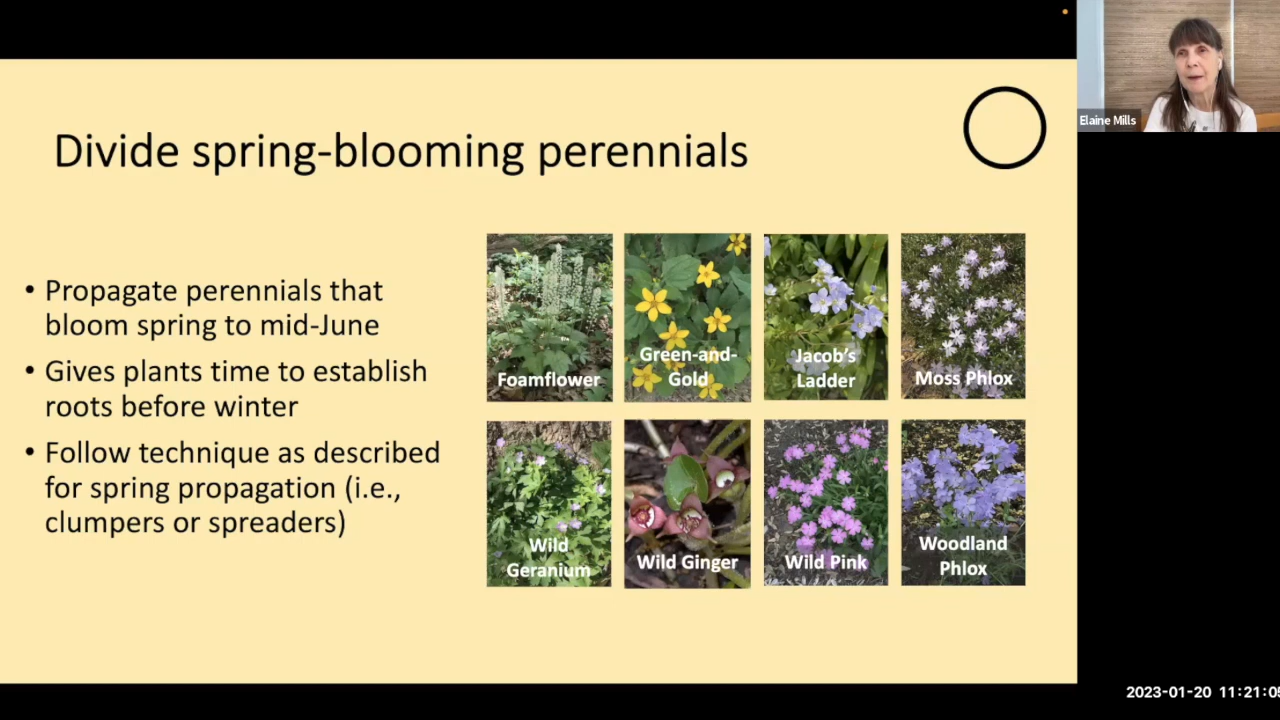 Elaine Mills
Divide spring-blooming perennials
• Propagate perennials that
bloom spring to mid-June
• Gives plants time to establish
roots before winter
• Follow technique as described
for spring propagation (i.e.,
clumpers or spreaders)
Foamflower
Green-and-
Gold
Jacob's
Ladder
Moss Phlox
Wild
Geranium
Wild Ginger
Wild Pink
Woodland
Phlox
2023-01-20 11:21:05